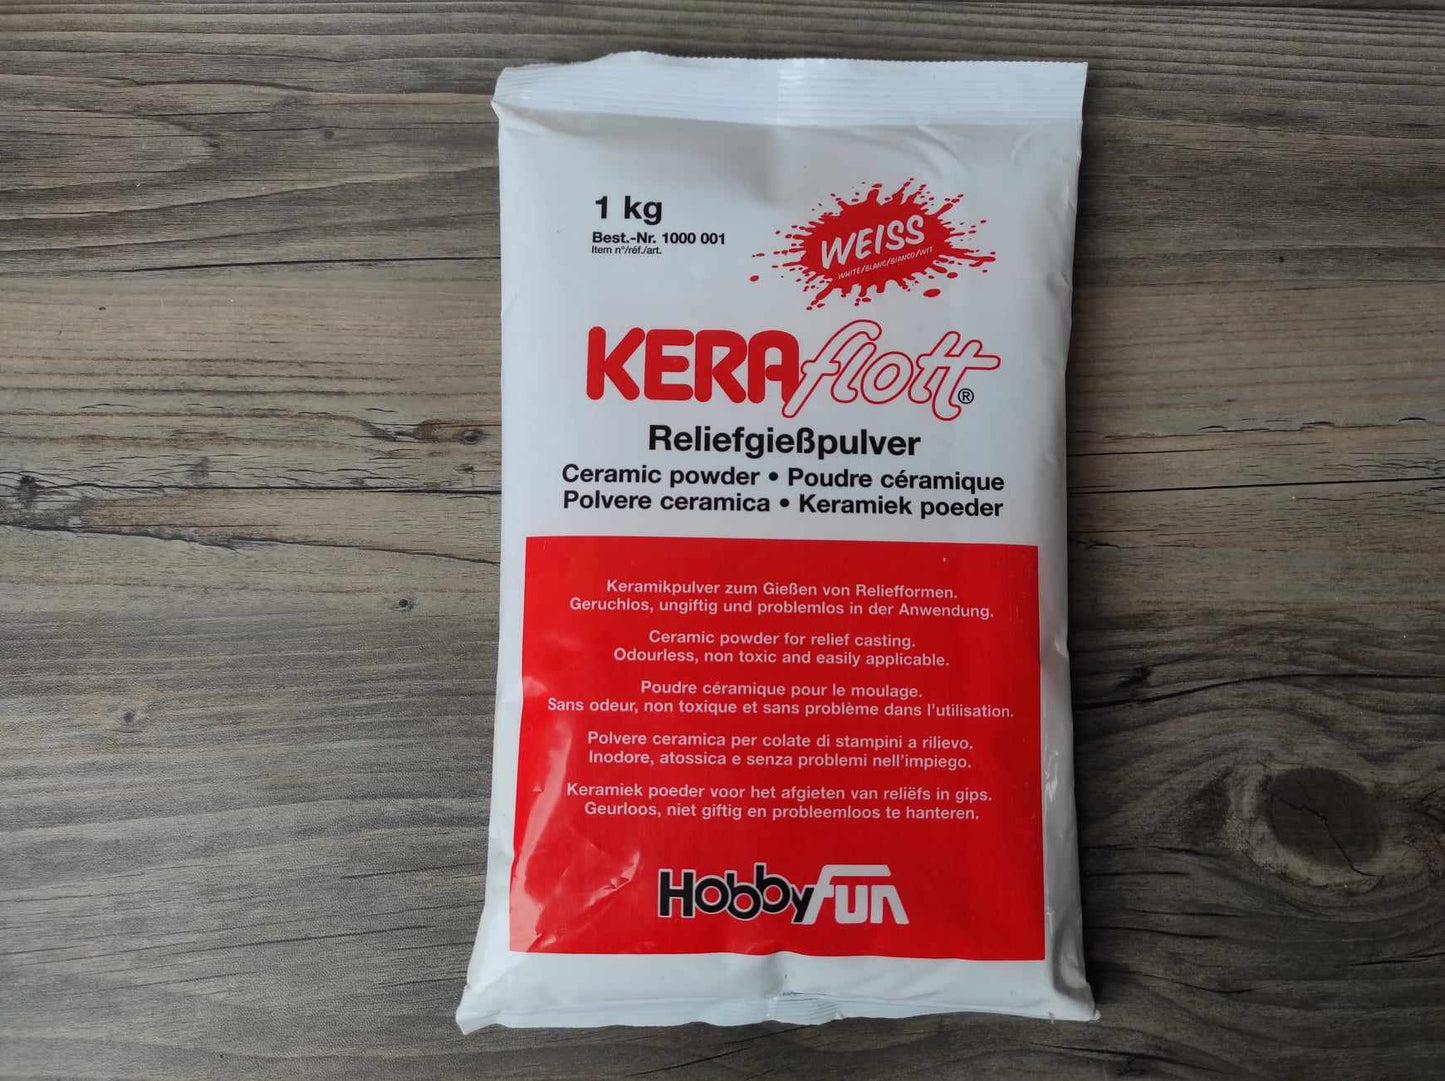 1 kg
Best.-Nr. 1000 001
Item n°/réf./art.
WEISS
WHITE/BLANC/BIANCO/WIT
KERAflott®
Reliefgießpulver
Ceramic powder • Poudre céramique
Polvere ceramica • Keramiek poeder
Keramikpulver zum Gießen von Reliefformen.
Geruchlos, ungiftig und problemlos in der Anwendung.
Ceramic powder for relief casting.
Odourless, non toxic and easily applicable.
Poudre céramique pour le moulage.
Sans odeur, non toxique et sans problème dans l'utilisation.
Polvere ceramica per colate di stampini a rilievo.
Inodore, atossica e senza problemi nell'impiego.
Keramiek poeder voor het afgieten van reliëfs in gips.
Geurloos, niet giftig en probleemloos te hanteren.
HobbyFun